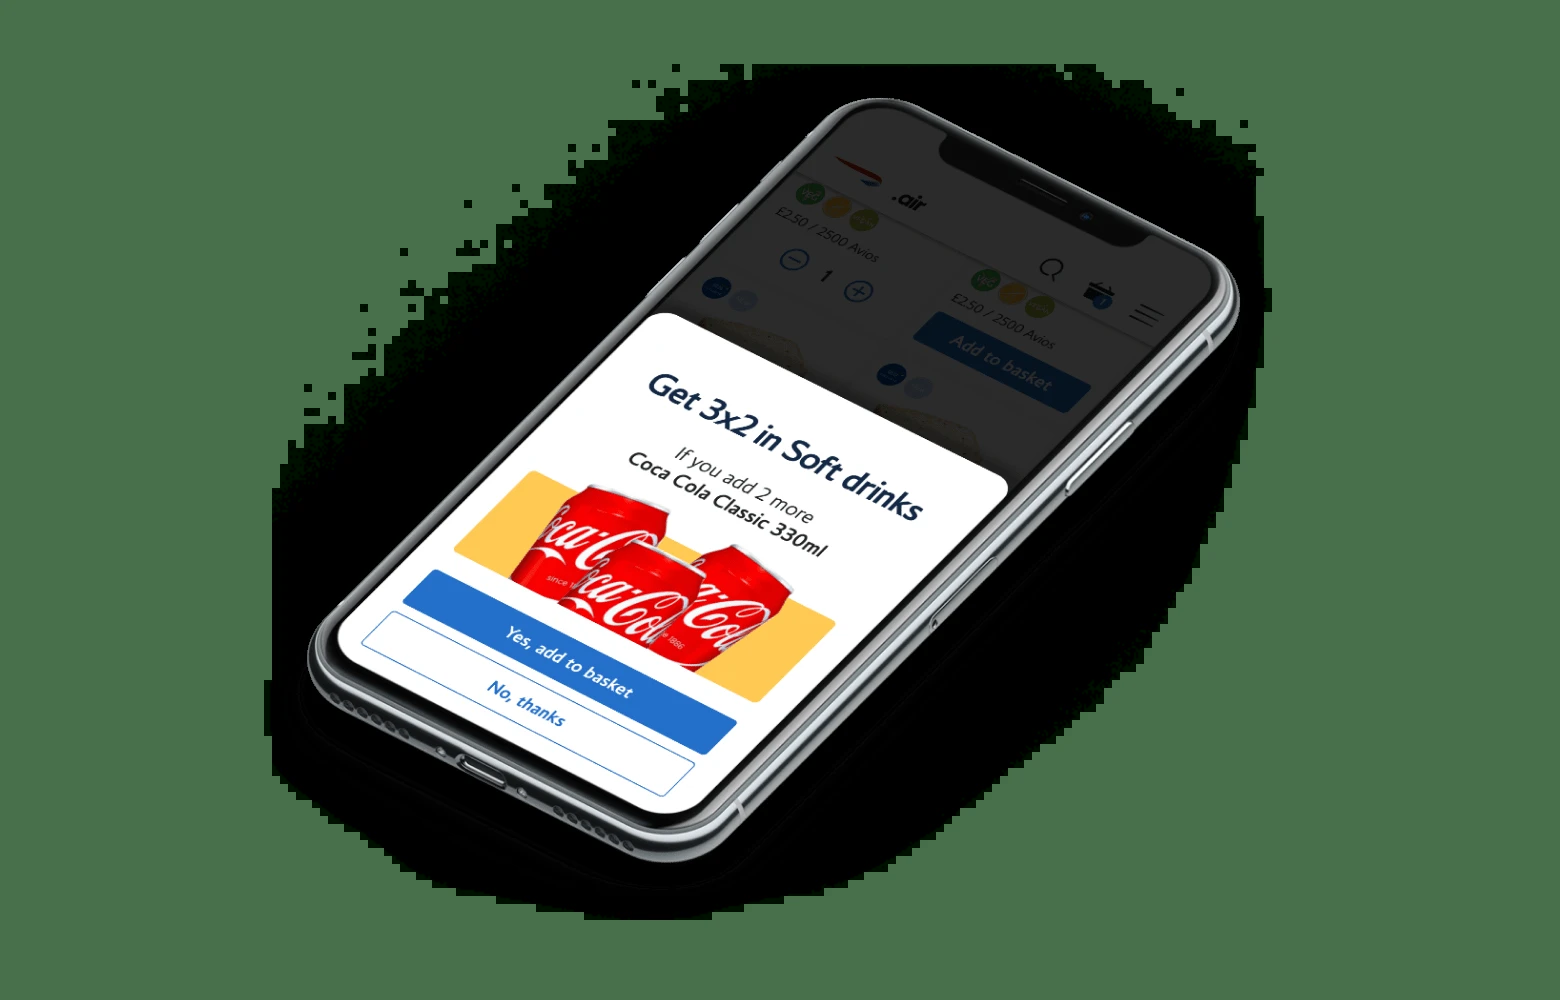 .air
£2.50 / 2500 Avios
1
£2.50 / 2500 Avios
Add to basket
Get 3x2 in Soft drinks
If you add 2 more
Coca Cola Classic 330ml
Yes, add to basket
No, thanks